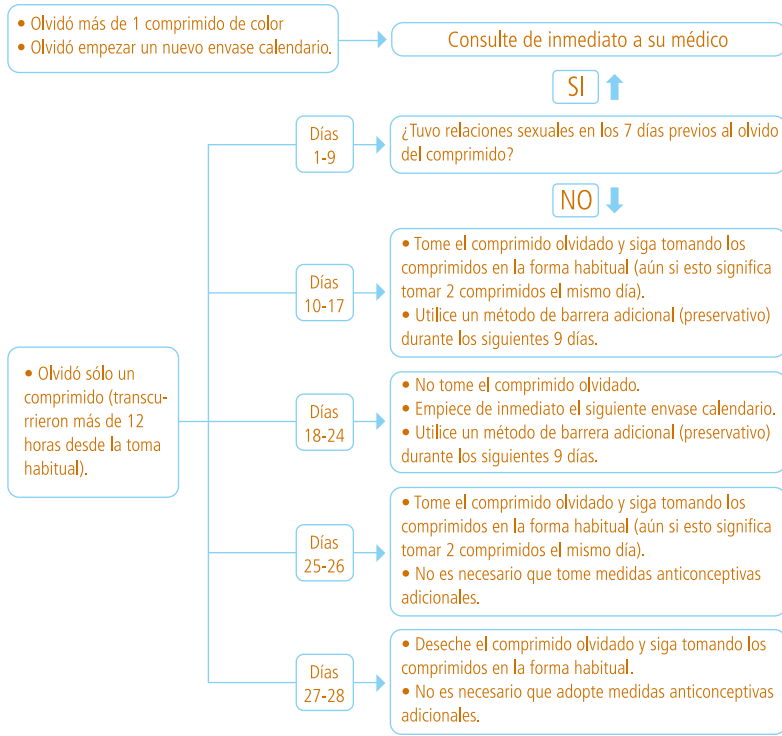 • Olvidó más de 1 comprimido de color
• Olvidó empezar un nuevo envase calendario.
Consulte de inmediato a su médico
SI
Días
1-9
¿Tuvo relaciones sexuales en los 7 días previos al olvido
del comprimido?
NO
Días
10-17
• Tome el comprimido olvidado y siga tomando los
comprimidos en la forma habitual (aún si esto significa
tomar 2 comprimidos el mismo día).
• Utilice un método de barrera adicional (preservativo)
durante los siguientes 9 días.
• Olvidó sólo un
comprimido (transcu-
rrieron más de 12
horas desde la toma
habitual).
Días
18-24
• No tome el comprimido olvidado.
• Empiece de inmediato el siguiente envase calendario.
• Utilice un método de barrera adicional (preservativo)
durante los siguientes 9 días.
Días
25-26
• Tome el comprimido olvidado y siga tomando los
comprimidos en la forma habitual (aún si esto significa
tomar 2 comprimidos el mismo día).
• No es necesario que tome medidas anticonceptivas
adicionales.
Días
27-28
• Deseche el comprimido olvidado y siga tomando los
comprimidos en la forma habitual.
• No es necesario que adopte medidas anticonceptivas
adicionales.